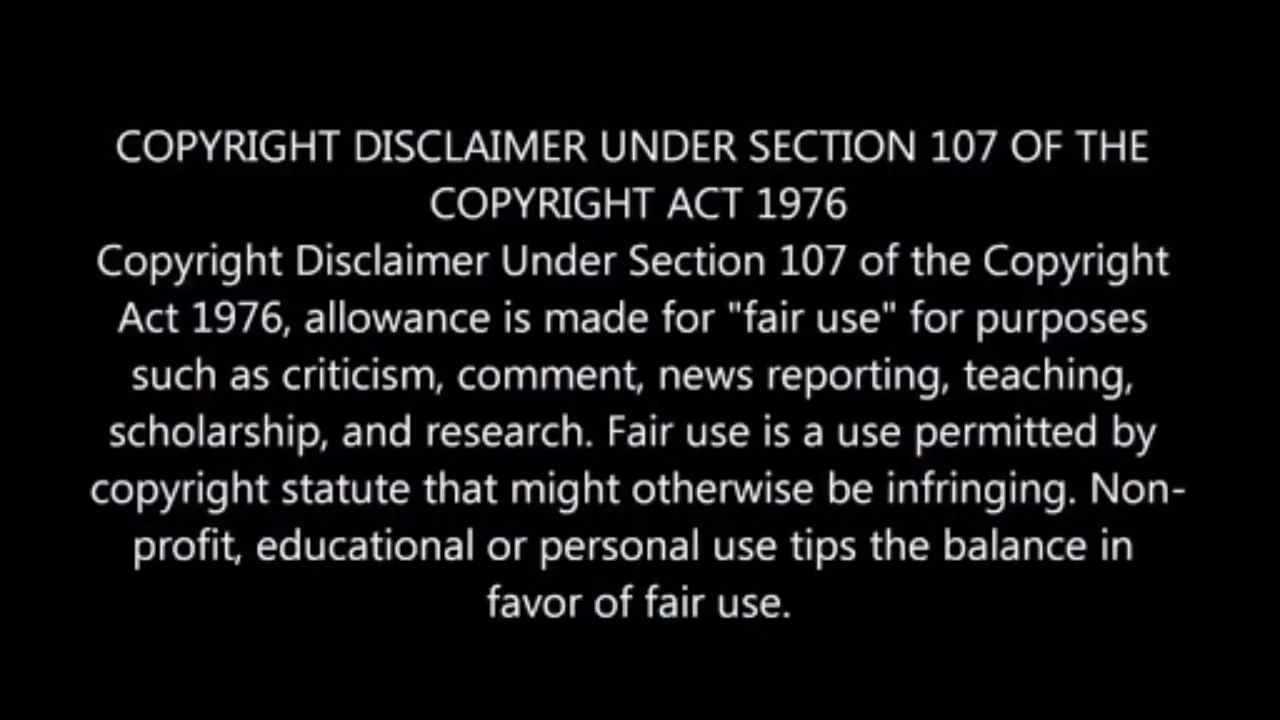 COPYRIGHT DISCLAIMER UNDER SECTION 107 OF THE
COPYRIGHT ACT 1976
Copyright Disclaimer Under Section 107 of the Copyright
Act 1976, allowance is made for "fair use" for purposes
such as criticism, comment, news reporting, teaching,
scholarship, and research. Fair use is a use permitted by
copyright statute that might otherwise be infringing. Non-
profit, educational or personal use tips the balance in
favor of fair use.